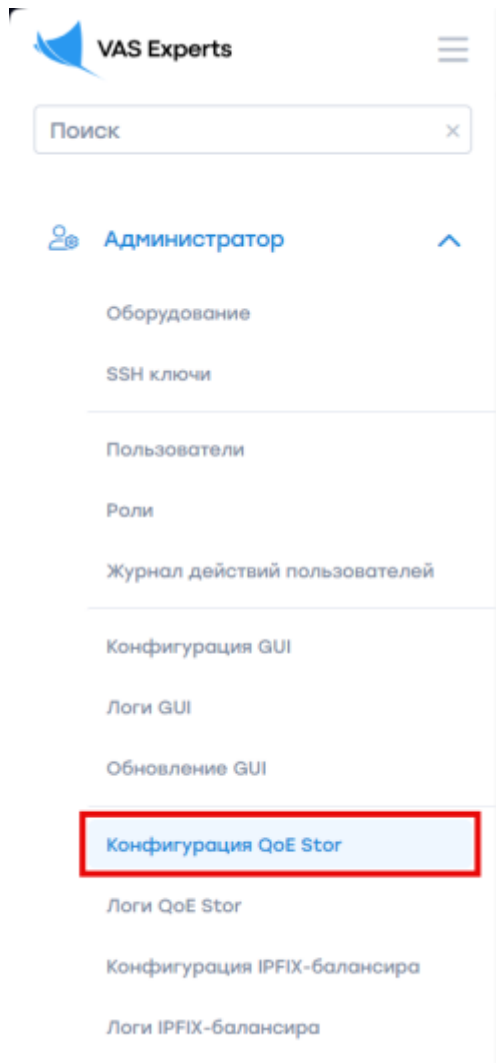 VAS Experts
Поиск
Администратор
Оборудование
SSH ключи
Пользователи
Роли
Журнал действий пользователей
Конфигурация GUI
Логи GUI
Обновление GUI
Конфигурация QoE Stor
Логи QoE Stor
Конфигурация IPFIX-балансира
Логи IPFIX-балансира